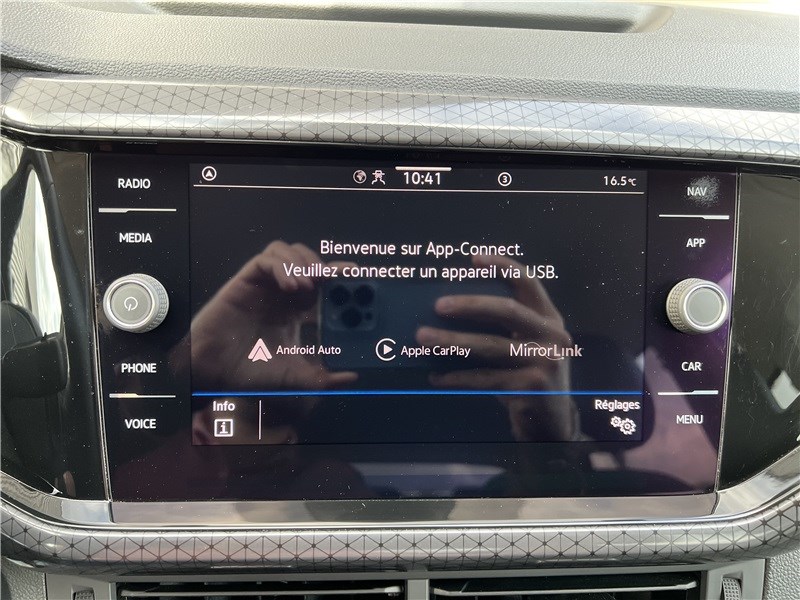 RADIO
MEDIA
PHONE
VOICE
10:41
3
16.5°C
Bienvenue sur App-Connect.
Veuillez connecter un appareil via USB.
Android Auto
Apple CarPlay
MirrorLink
Info
i
Réglages
NAV
APP
CAR
MENU